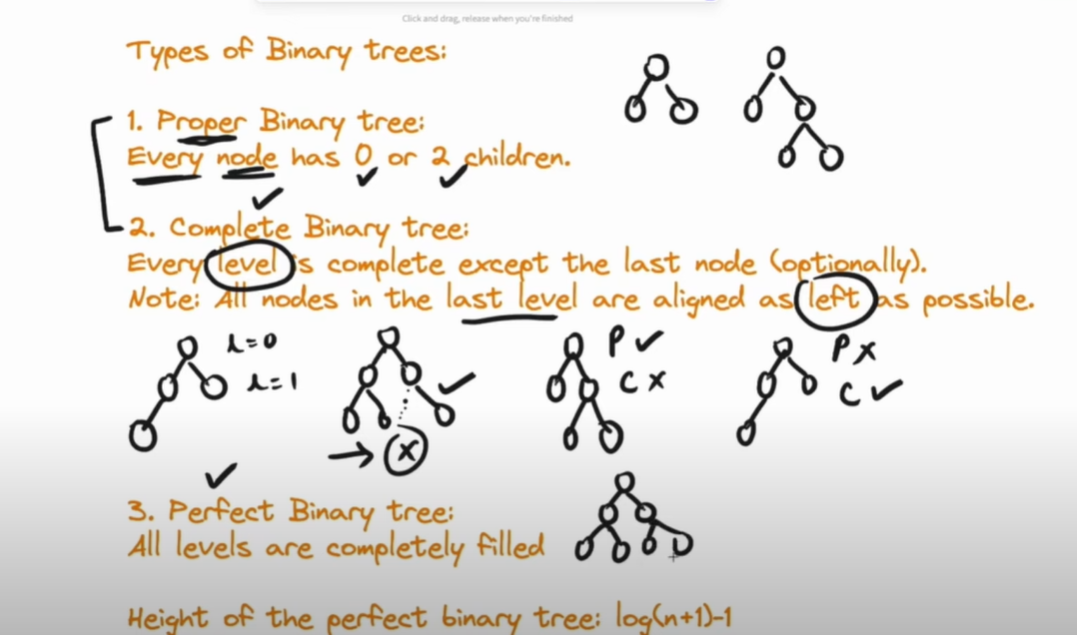 Click and drag, release when you're finished
Types of Binary trees:
1. Proper Binary tree:
Every node has 0 or 2 children.
2. Complete Binary tree:
Every level is complete except the last node (optionally).
Note: All nodes in the last level are aligned as left as possible.
l=0
l=1
P ✓
C x
P x
C ✓
x
3. Perfect Binary tree:
All levels are completely filled
Height of the perfect binary tree: log(n+1)-1